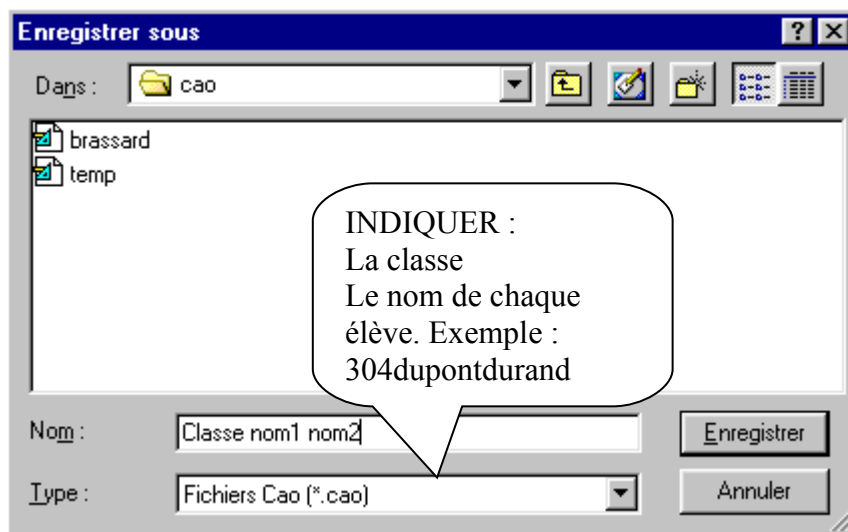 Enregistrer sous
Dans : cao
brassard
temp
INDIQUER :
La classe
Le nom de chaque
élève. Exemple :
304dupontdurand
Nom : Classe nom1 nom2 Enregistrer
Type : Fichiers Cao (*.cao) Annuler